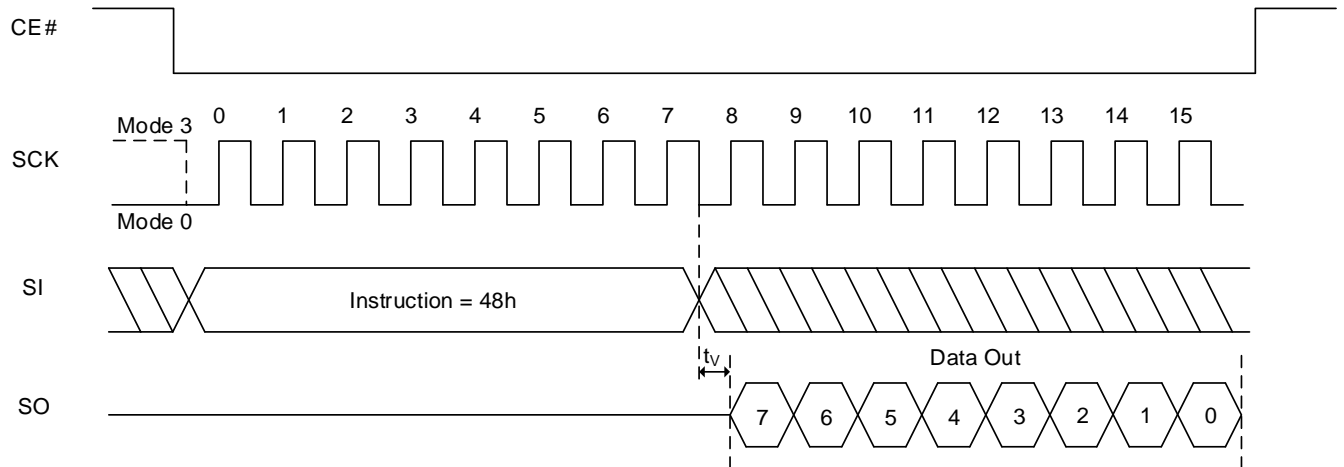 CE#
0 1 2 3 4 5 6 7 8 9 10 11 12 13 14 15
Mode 3
SCK
Mode 0
SI
Instruction = 48h
tV
Data Out
SO
7 6 5 4 3 2 1 0